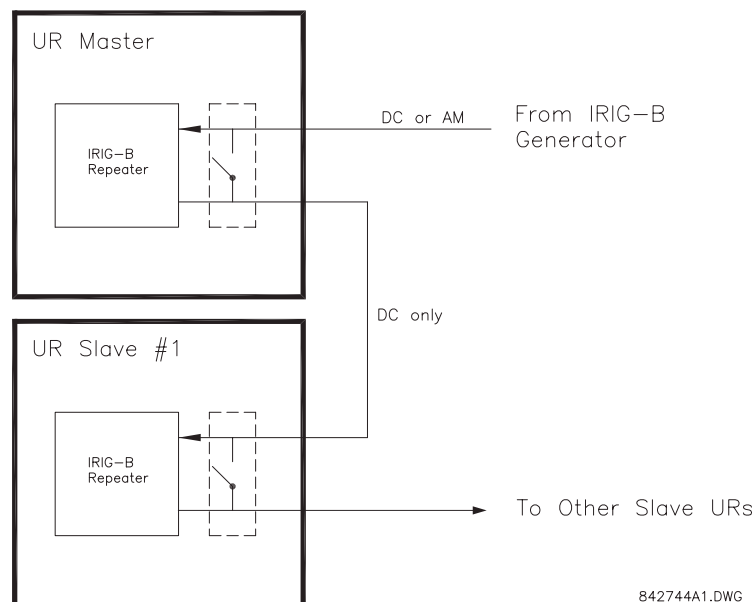 UR Master
IRIG-B
Repeater
DC or AM
From IRIG-B
Generator
DC only
UR Slave #1
IRIG-B
Repeater
To Other Slave URs
842744A1.DWG